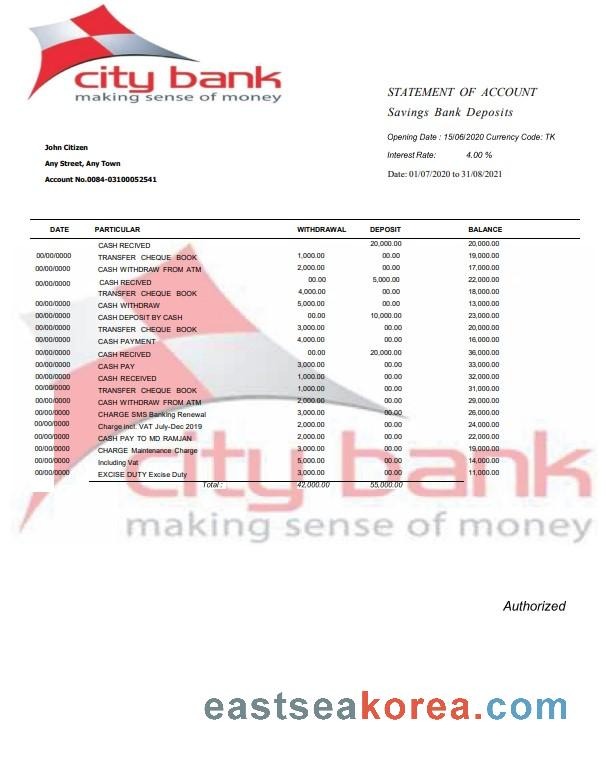 city bank
making sense of money
STATEMENT OF ACCOUNT
Savings Bank Deposits
Opening Date : 15/06/2020 Currency Code: TK
Interest Rate: 4.00 %
Date: 01/07/2020 to 31/08/2021
John Citizen
Any Street, Any Town
Account No.0084-03100052541
DATE PARTICULAR WITHDRAWAL DEPOSIT BALANCE
CASH RECIVED 20,000.00 20,000.00
00/00/0000 TRANSFER CHEQUE BOOK 1,000.00 00.00 19,000.00
00/00/0000 CASH WITHDRAW FROM ATM 2,000.00 00.00 17,000.00
00/00/0000 CASH RECIVED 00.00 5,000.00 22,000.00
TRANSFER CHEQUE BOOK 4,000.00 00.00 18,000.00
00/00/0000 CASH WITHDRAW 5,000.00 00.00 13,000.00
00/00/0000 CASH DEPOSIT BY CASH 00.00 10,000.00 23,000.00
00/00/0000 TRANSFER CHEQUE BOOK 3,000.00 00.00 20,000.00
00/00/0000 CASH PAYMENT 4,000.00 00.00 16,000.00
00/00/0000 CASH RECIVED 00.00 20,000.00 36,000.00
00/00/0000 CASH PAY 3,000.00 00.00 33,000.00
00/00/0000 CASH RECEIVED 1,000.00 00.00 32,000.00
00/00/0000 TRANSFER CHEQUE BOOK 1,000.00 00.00 31,000.00
00/00/0000 CASH WITHDRAW FROM ATM 2,000.00 00.00 29,000.00
00/00/0000 CHARGE SMS Banking Renewal 3,000.00 00.00 26,000.00
00/00/0000 Charge incl. VAT July-Dec 2019 2,000.00 00.00 24,000.00
00/00/0000 CASH PAY TO MD RAMJAN 2,000.00 00.00 22,000.00
00/00/0000 CHARGE Maintenance Charge 3,000.00 00.00 19,000.00
00/00/0000 Including Vat 5,000.00 00.00 14,000.00
00/00/0000 EXCISE DUTY Excise Duty 3,000.00 00.00 11,000.00
Total : 42,000.00 55,000.00
city bank
making sense of money
Authorized
eastseakorea.com